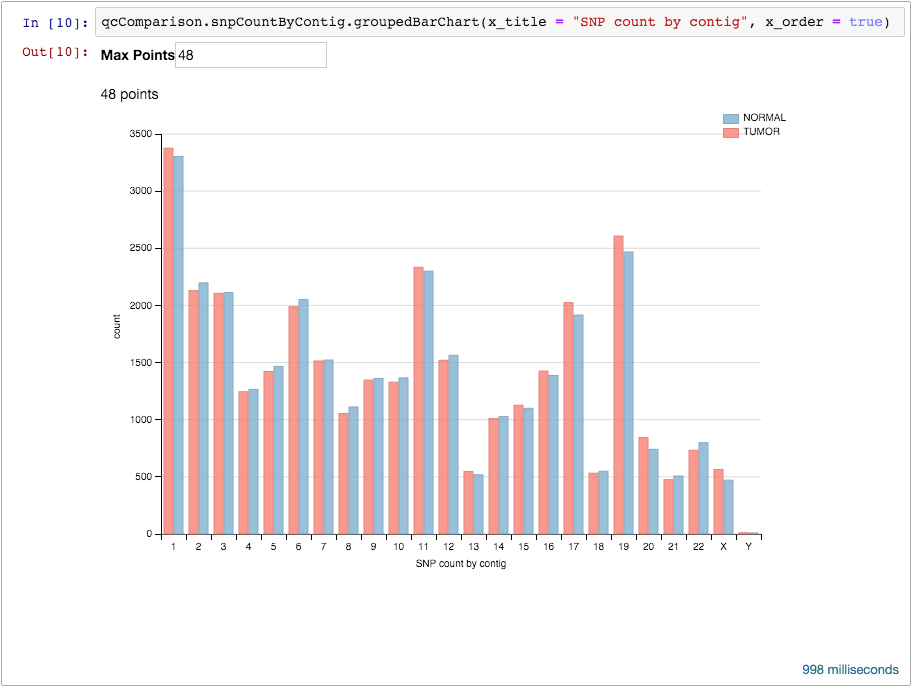 In [10]: qcComparison.snpCountByContig.groupedBarChart(x_title = "SNP count by contig", x_order = true)
Out[10]: Max Points 48
48 points
NORMAL
TUMOR
3500
3000
2500
2000
1500
1000
500
0
count
1 2 3 4 5 6 7 8 9 10 11 12 13 14 15 16 17 18 19 20 21 22 X Y
SNP count by contig
998 milliseconds